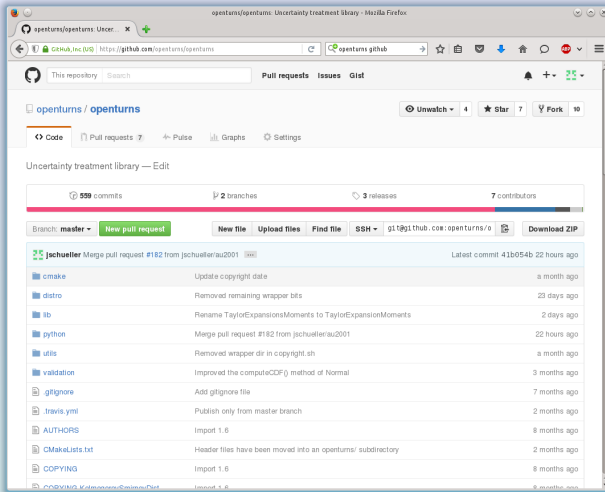 openturns/openturns: Uncertainty treatment library - Mozilla Firefox
openturns/openturns: Uncer...
GitHub, Inc. (US) https://github.com/openturns/openturns
openturns github
This repository Search Pull requests Issues Gist
openturns / openturns
Unwatch 4 Star 7 Fork 10
Code Pull requests 7 Pulse Graphs Settings
Uncertainty treatment library — Edit
559 commits 2 branches 3 releases 7 contributors
Branch: master New pull request New file Upload files Find file SSH git@github.com:openturns/o Download ZIP
jschueller Merge pull request #182 from jschueller/au2001 ... Latest commit 41b054b 22 hours ago
cmake Update copyright date a month ago
distro Removed remaining wrapper bits 23 days ago
lib Rename TaylorExpansionsMoments to TaylorExpansionMoments 2 days ago
python Merge pull request #182 from jschueller/au2001 22 hours ago
utils Removed wrapper dir in copyright.sh a month ago
validation Improved the computeCDF() method of Normal 3 months ago
.gitignore Add gitignore file 7 months ago
.travis.yml Publish only from master branch 2 months ago
AUTHORS Import 1.6 8 months ago
CMakeLists.txt Header files have been moved into an openturns/ subdirectory 2 months ago
COPYING Import 1.6 8 months ago
COPYING.KolmogorovSmirnovDist Import 1.6 8 months ago